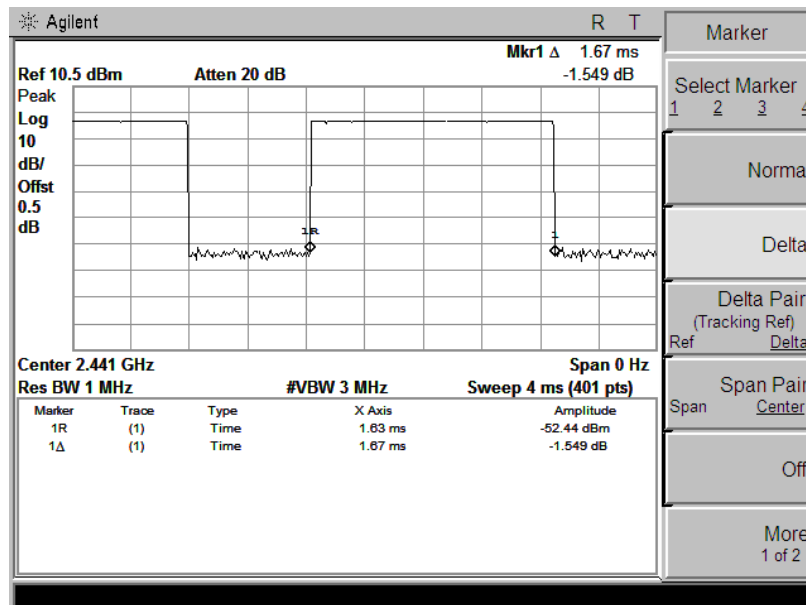 Agilent
R T
Marker
Mkr1 Δ 1.67 ms
Ref 10.5 dBm Atten 20 dB -1.549 dB
Peak
Log
10
dB/
Offst
0.5
dB
1R
1
Center 2.441 GHz Span 0 Hz
Res BW 1 MHz #VBW 3 MHz Sweep 4 ms (401 pts)
Marker Trace Type X Axis Amplitude
1R (1) Time 1.63 ms -52.44 dBm
1Δ (1) Time 1.67 ms -1.549 dB
Select Marker
1 2 3 4
Norma
Delta
Delta Pair
(Tracking Ref)
Ref Delta
Span Pair
Span Center
Off
More
1 of 2